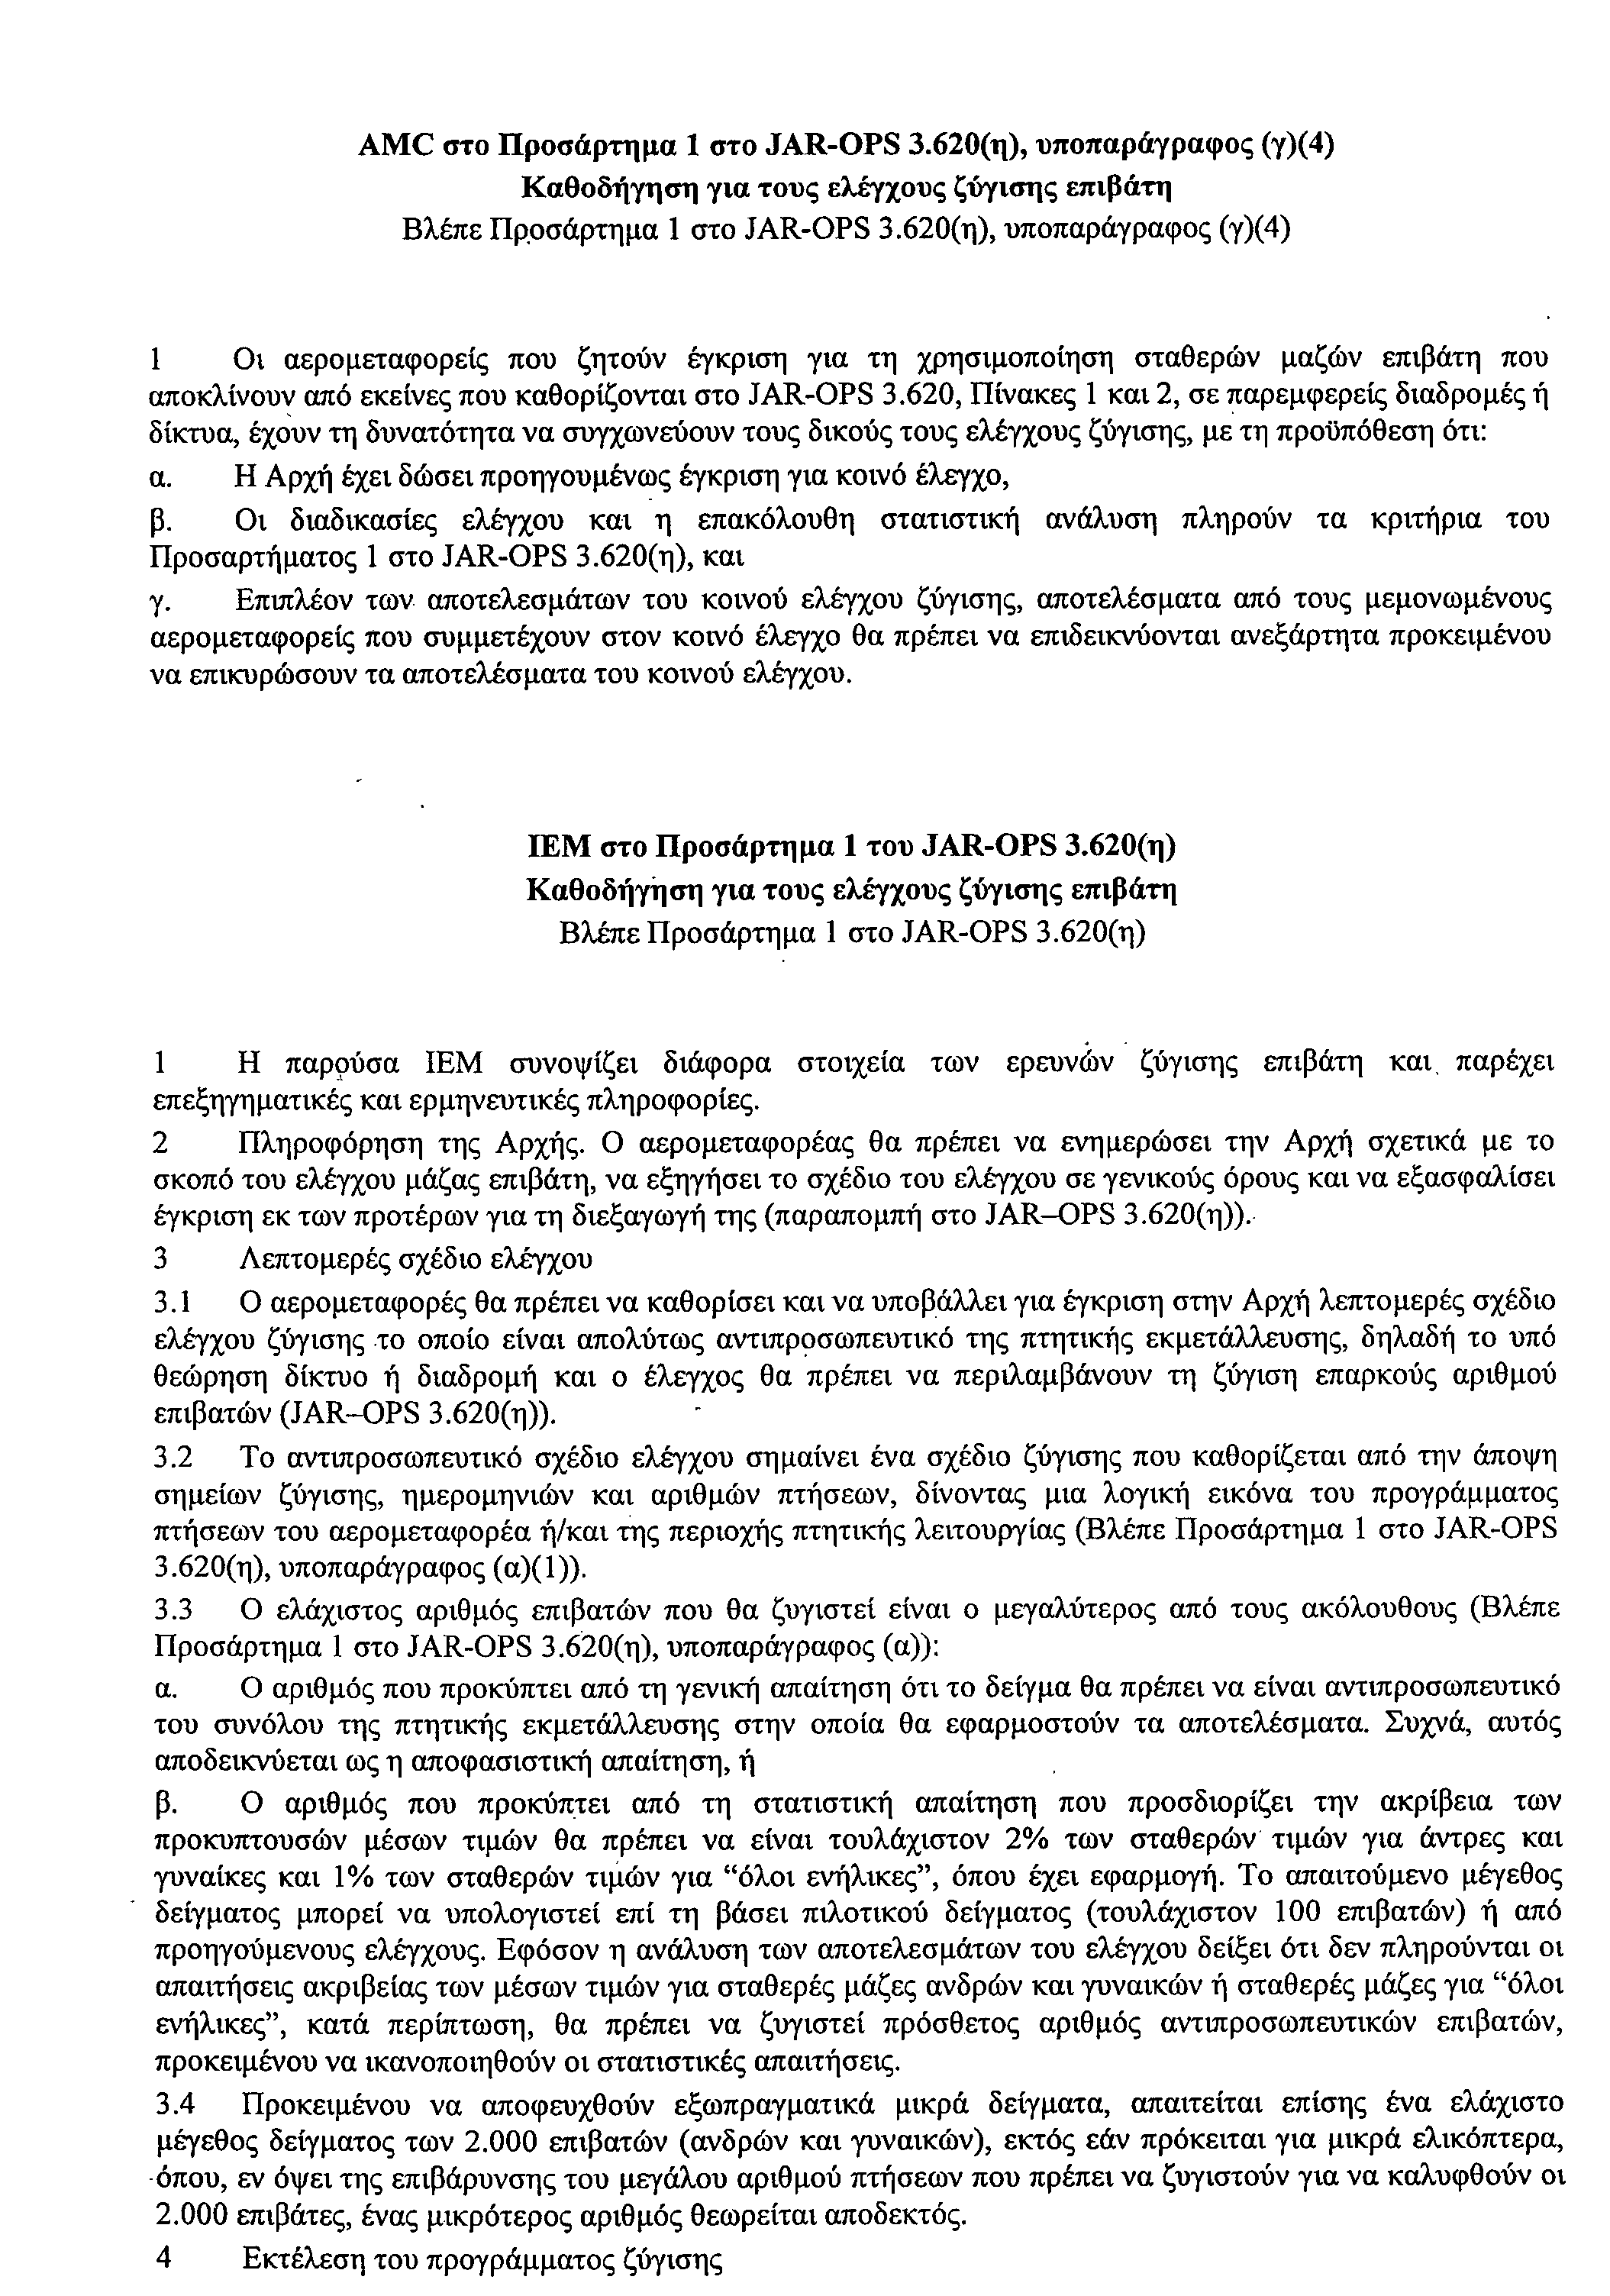 AMC στο Προσάρτημα 1 στο JAR-OPS 3.620(η), υποπαράγραφος (γ)(4)
Καθοδήγηση για τους ελέγχους ζύγισης επιβάτη
Βλέπε Προσάρτημα 1 στο JAR-OPS 3.620(η), υποπαράγραφος (γ)(4)
1 Οι αερομεταφορείς που ζητούν έγκριση για τη χρησιμοποίηση σταθερών μαζών επιβάτη που
αποκλίνουν από εκείνες που καθορίζονται στο JAR-OPS 3.620, Πίνακες 1 και 2, σε παρεμφερείς διαδρομές ή
δίκτυα, έχουν τη δυνατότητα να συγχωνεύουν τους δικούς τους ελέγχους ζύγισης, με τη προϋπόθεση ότι:
α. Η Αρχή έχει δώσει προηγουμένως έγκριση για κοινό έλεγχο,
β. Οι διαδικασίες ελέγχου και η επακόλουθη στατιστική ανάλυση πληρούν τα κριτήρια του
Προσαρτήματος 1 στο JAR-OPS 3.620(η), και
γ. Επιπλέον των αποτελεσμάτων του κοινού ελέγχου ζύγισης, αποτελέσματα από τους μεμονωμένους
αερομεταφορείς που συμμετέχουν στον κοινό έλεγχο θα πρέπει να επιδεικνύονται ανεξάρτητα προκειμένου
να επικυρώσουν τα αποτελέσματα του κοινού ελέγχου.
IEM στο Προσάρτημα 1 του JAR-OPS 3.620(η)
Καθοδήγηση για τους ελέγχους ζύγισης επιβάτη
Βλέπε Προσάρτημα 1 στο JAR-OPS 3.620(η)
1 Η παρούσα IEM συνοψίζει διάφορα στοιχεία των ερευνών ζύγισης επιβάτη και παρέχει
επεξηγηματικές και ερμηνευτικές πληροφορίες.
2 Πληροφόρηση της Αρχής. Ο αερομεταφορέας θα πρέπει να ενημερώσει την Αρχή σχετικά με το
σκοπό του ελέγχου μάζας επιβάτη, να εξηγήσει το σχέδιο του ελέγχου σε γενικούς όρους και να εξασφαλίσει
έγκριση εκ των προτέρων για τη διεξαγωγή της (παραπομπή στο JAR–OPS 3.620(η)).
3 Λεπτομερές σχέδιο ελέγχου
3.1 Ο αερομεταφορές θα πρέπει να καθορίσει και να υποβάλλει για έγκριση στην Αρχή λεπτομερές σχέδιο
ελέγχου ζύγισης το οποίο είναι απολύτως αντιπροσωπευτικό της πτητικής εκμετάλλευσης, δηλαδή το υπό
θεώρηση δίκτυο ή διαδρομή και ο έλεγχος θα πρέπει να περιλαμβάνουν τη ζύγιση επαρκούς αριθμού
επιβατών (JAR–OPS 3.620(η)).
3.2 Το αντιπροσωπευτικό σχέδιο ελέγχου σημαίνει ένα σχέδιο ζύγισης που καθορίζεται από την άποψη
σημείων ζύγισης, ημερομηνιών και αριθμών πτήσεων, δίνοντας μια λογική εικόνα του προγράμματος
πτήσεων του αερομεταφορέα ή/και της περιοχής πτητικής λειτουργίας (Βλέπε Προσάρτημα 1 στο JAR-OPS
3.620(η), υποπαράγραφος (α)(1)).
3.3 Ο ελάχιστος αριθμός επιβατών που θα ζυγιστεί είναι ο μεγαλύτερος από τους ακόλουθους (Βλέπε
Προσάρτημα 1 στο JAR-OPS 3.620(η), υποπαράγραφος (α)):
α. Ο αριθμός που προκύπτει από τη γενική απαίτηση ότι το δείγμα θα πρέπει να είναι αντιπροσωπευτικό
του συνόλου της πτητικής εκμετάλλευσης στην οποία θα εφαρμοστούν τα αποτελέσματα. Συχνά, αυτός
αποδεικνύεται ως η αποφασιστική απαίτηση, ή
β. Ο αριθμός που προκύπτει από τη στατιστική απαίτηση που προσδιορίζει την ακρίβεια των
προκυπτουσών μέσων τιμών θα πρέπει να είναι τουλάχιστον 2% των σταθερών τιμών για άντρες και
γυναίκες και 1% των σταθερών τιμών για “όλοι ενήλικες”, όπου έχει εφαρμογή. Το απαιτούμενο μέγεθος
δείγματος μπορεί να υπολογιστεί επί τη βάσει πιλοτικού δείγματος (τουλάχιστον 100 επιβατών) ή από
προηγούμενους ελέγχους. Εφόσον η ανάλυση των αποτελεσμάτων του ελέγχου δείξει ότι δεν πληρούνται οι
απαιτήσεις ακριβείας των μέσων τιμών για σταθερές μάζες ανδρών και γυναικών ή σταθερές μάζες για “όλοι
ενήλικες”, κατά περίπτωση, θα πρέπει να ζυγιστεί πρόσθετος αριθμός αντιπροσωπευτικών επιβατών,
προκειμένου να ικανοποιηθούν οι στατιστικές απαιτήσεις.
3.4 Προκειμένου να αποφευχθούν εξωπραγματικά μικρά δείγματα, απαιτείται επίσης ένα ελάχιστο
μέγεθος δείγματος των 2.000 επιβατών (ανδρών και γυναικών), εκτός εάν πρόκειται για μικρά ελικόπτερα,
όπου, εν όψει της επιβάρυνσης του μεγάλου αριθμού πτήσεων που πρέπει να ζυγιστούν για να καλυφθούν οι
2.000 επιβάτες, ένας μικρότερος αριθμός θεωρείται αποδεκτός.
4 Εκτέλεση του προγράμματος ζύγισης